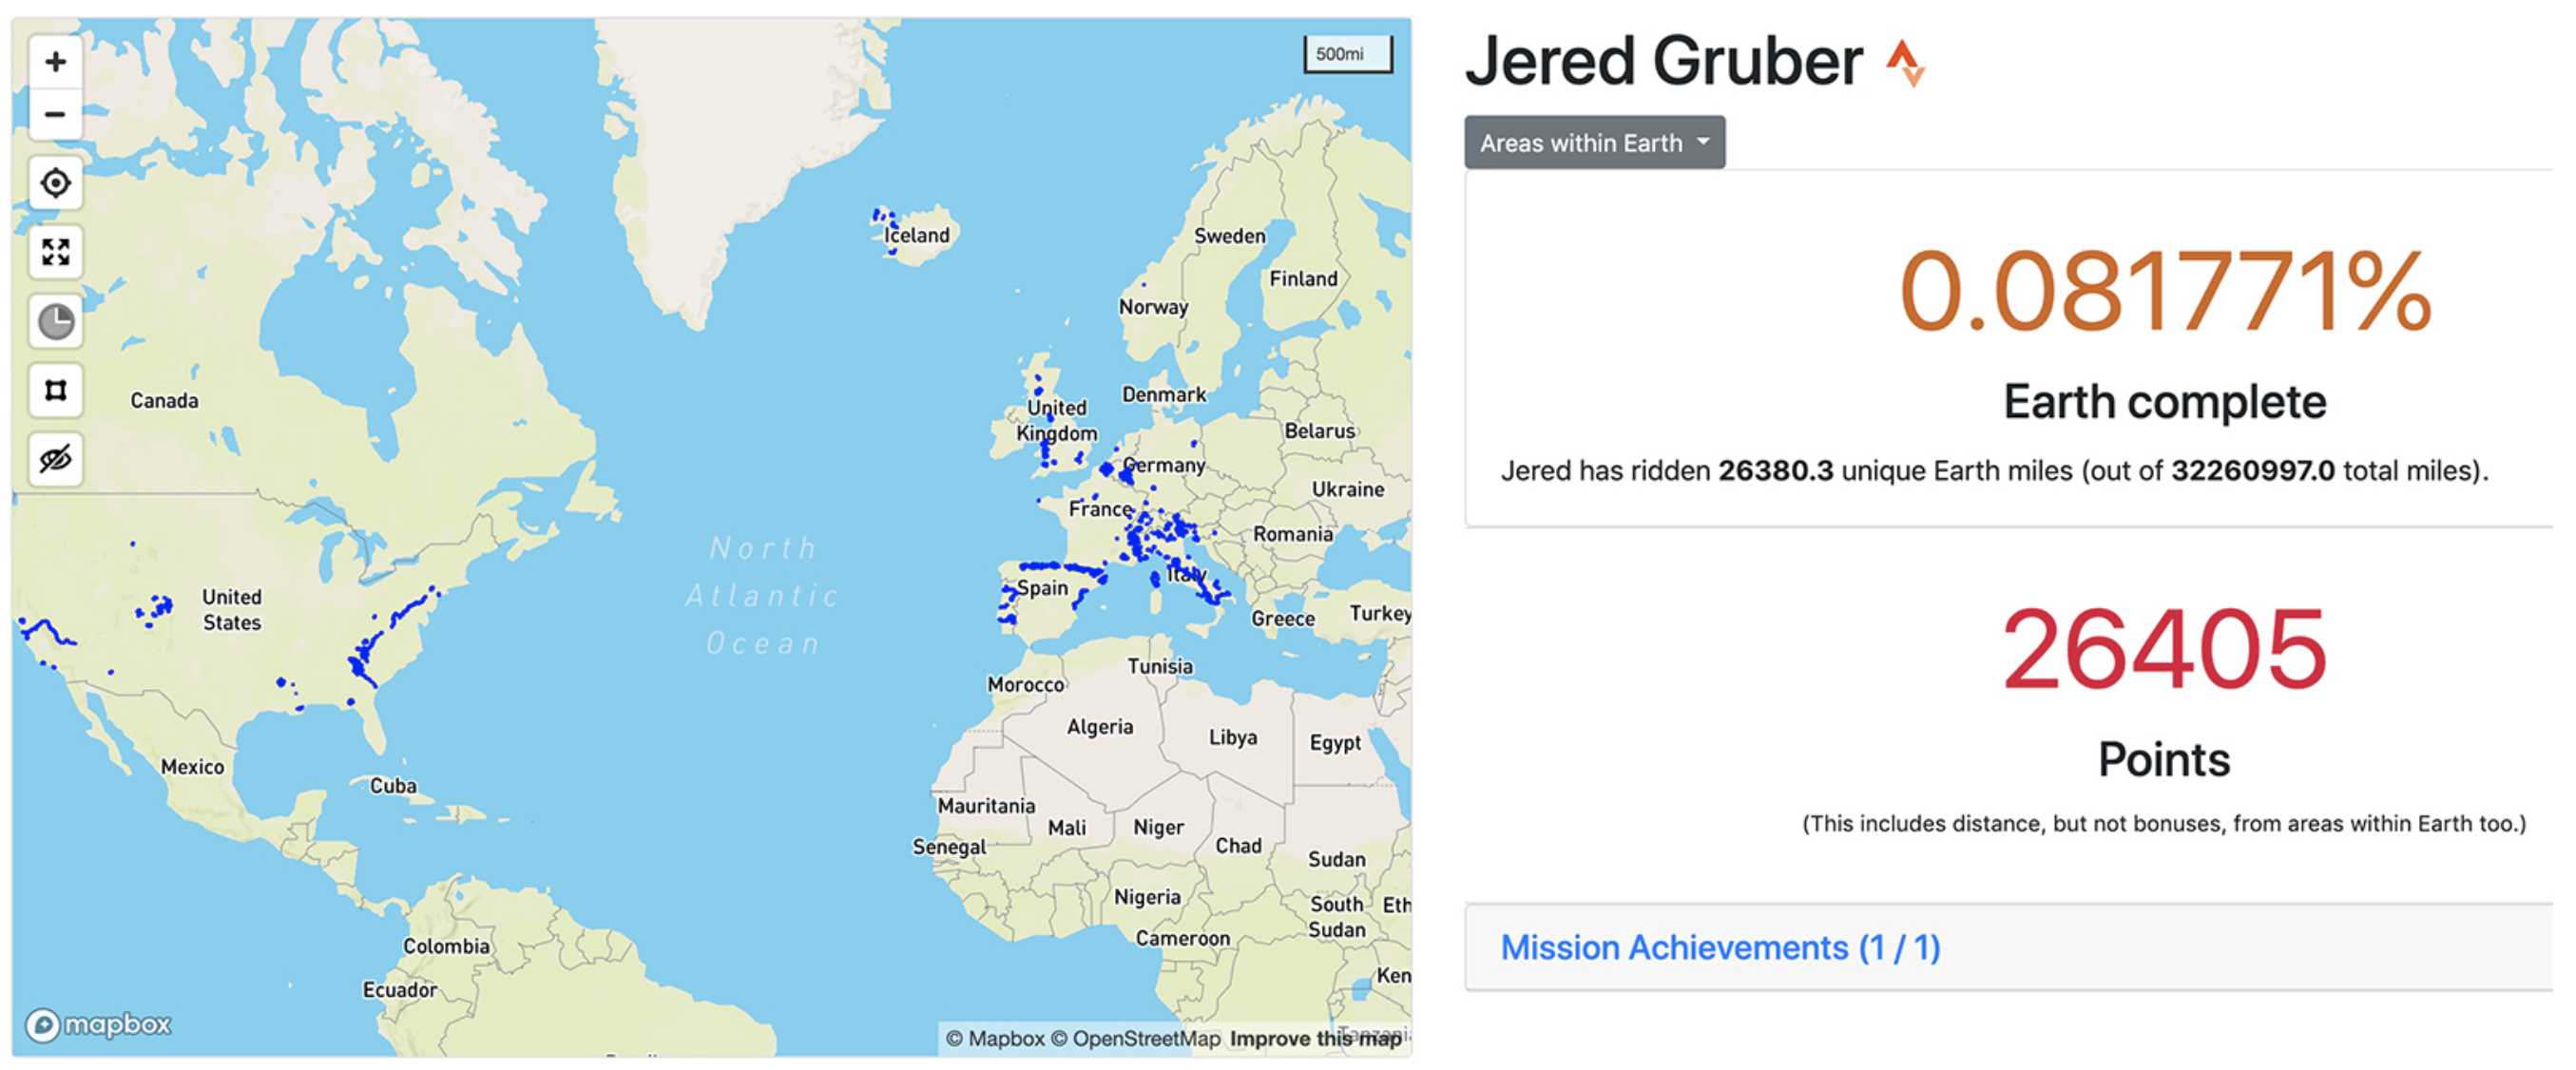 +
500mi
−
Iceland
Sweden
Finland
Norway
Canada
Denmark
United
Kingdom
Belarus
Germany
Ukraine
France
Romania
North
Atlantic
Ocean
United
States
Spain
Italy
Greece
Turkey
Tunisia
Morocco
Algeria
Libya
Egypt
Mexico
Cuba
Mauritania
Mali
Niger
Chad
Senegal
Sudan
Nigeria
South
Sudan
Eth
Cameroon
Colombia
Ken
Ecuador
mapbox
© Mapbox © OpenStreetMap Improve this map
Jered Gruber
Areas within Earth
0.081771%
Earth complete
Jered has ridden 26380.3 unique Earth miles (out of 32260997.0 total miles).
26405
Points
(This includes distance, but not bonuses, from areas within Earth too.)
Mission Achievements (1 / 1)